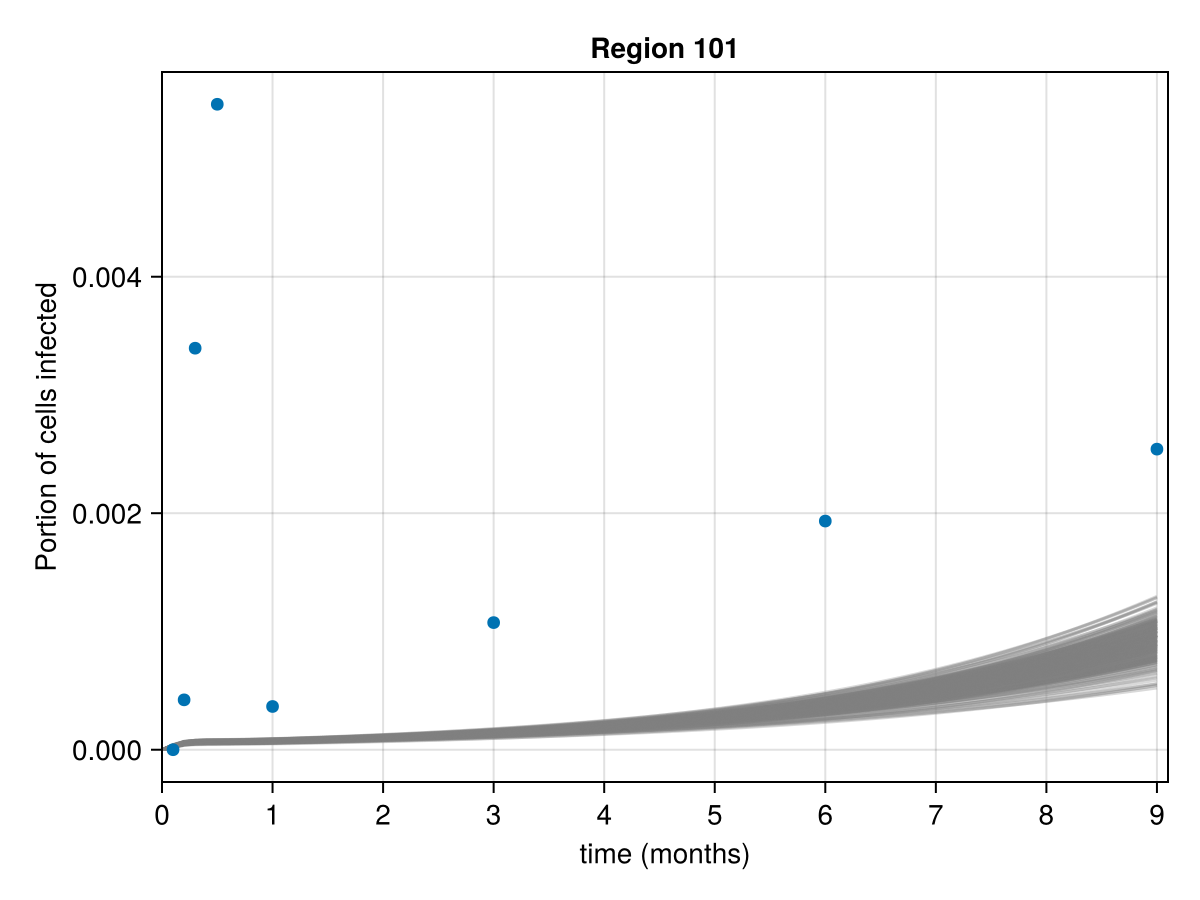 Region 101
Portion of cells infected
0.004
0.002
0.000
0 1 2 3 4 5 6 7 8 9
time (months)